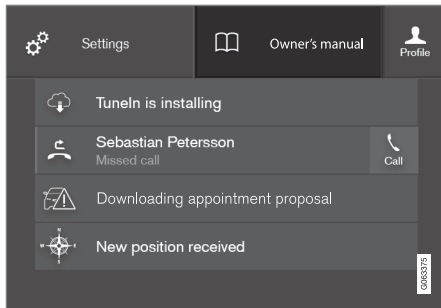 Settings
Owner's manual
Profile
TuneIn is installing
Sebastian Petersson
Missed call
Call
Downloading appointment proposal
New position received
G063375